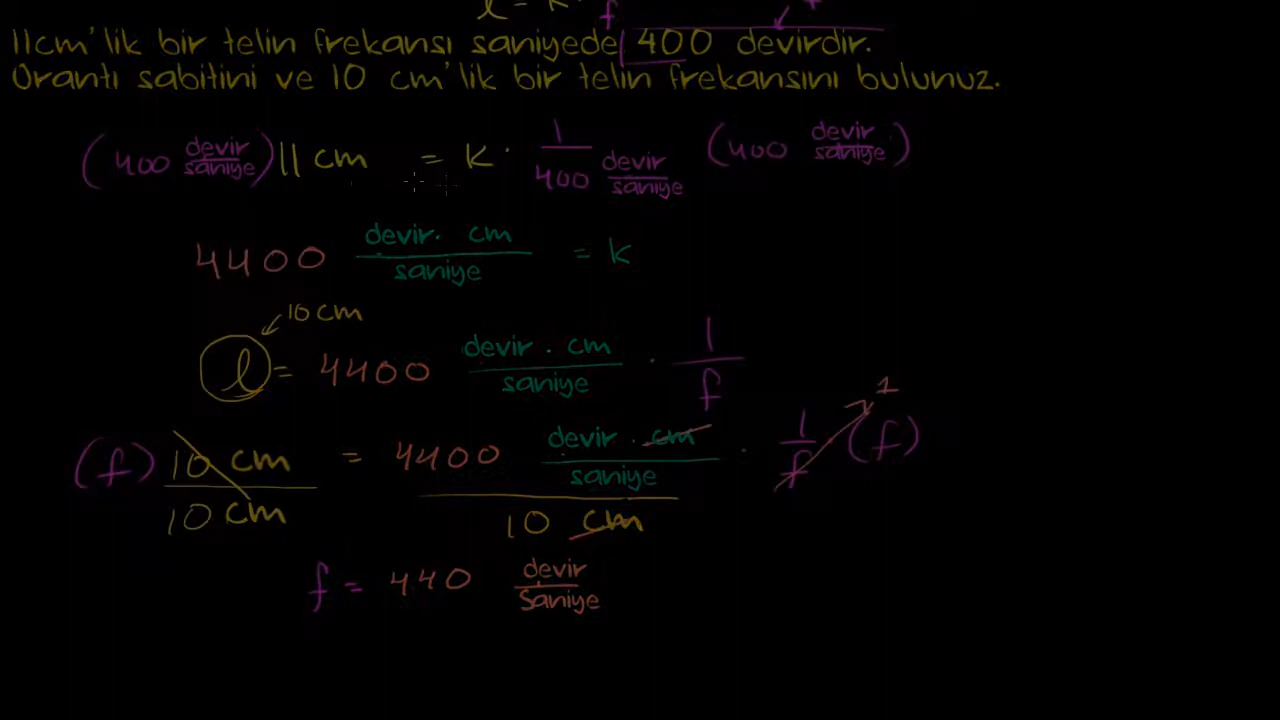 l = k · f
11cm'lik bir telin frekansı saniyede 400 devirdir.
Orantı sabitini ve 10 cm'lik bir telin frekansını bulunuz.
(400 devir/saniye) 11 cm = k · 1/400 devir/saniye (400 devir/saniye)
4400 devir · cm/saniye = k
10 cm
l = 4400 devir · cm/saniye · 1/f
1
(f) 10 cm/10 cm = 4400 devir · cm/saniye/10 cm · 1/f (f)
f = 440 devir/saniye